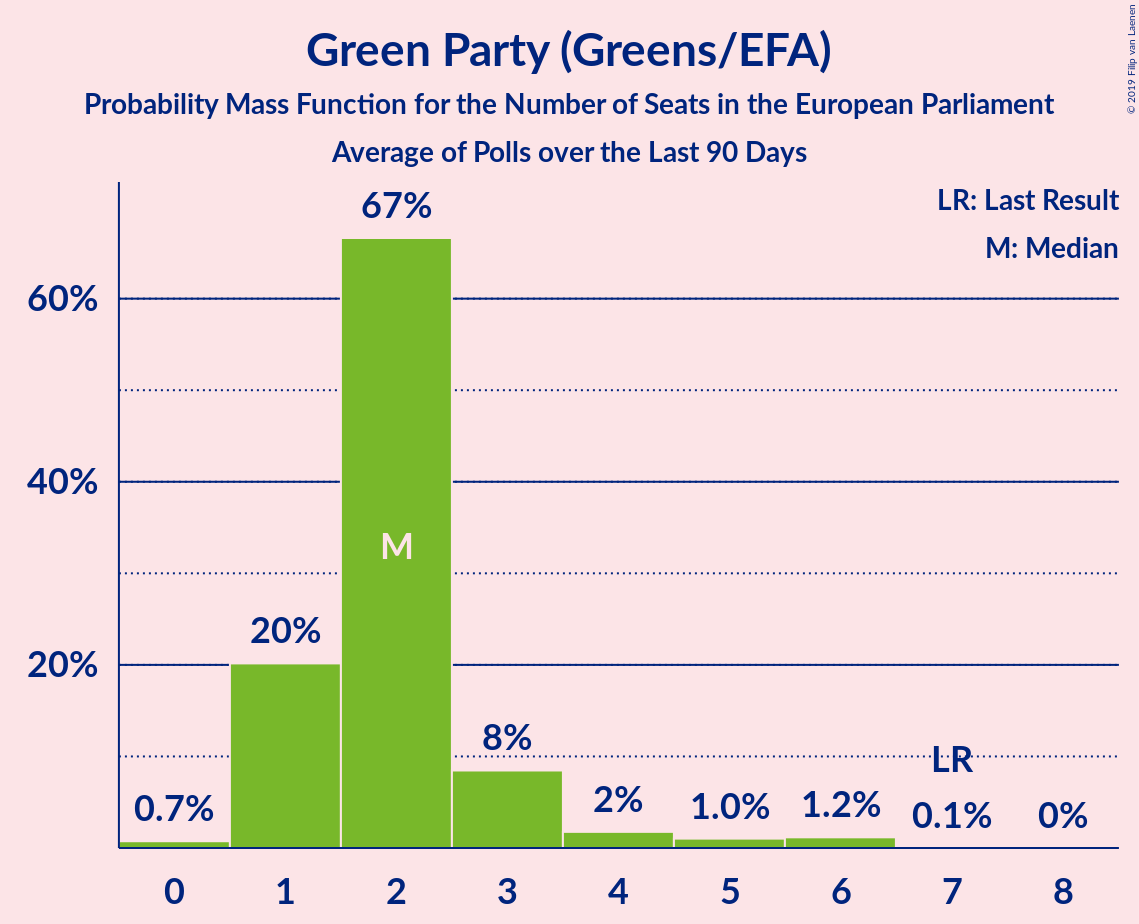 Green Party (Greens/EFA)
Probability Mass Function for the Number of Seats in the European Parliament
Average of Polls over the Last 90 Days
© 2019 Filip van Laenen
LR: Last Result
M: Median
67%
60%
40%
M
20%
20%
8%
LR
0.7%
2%
1.0%
1.2%
0.1%
0%
0 1 2 3 4 5 6 7 8